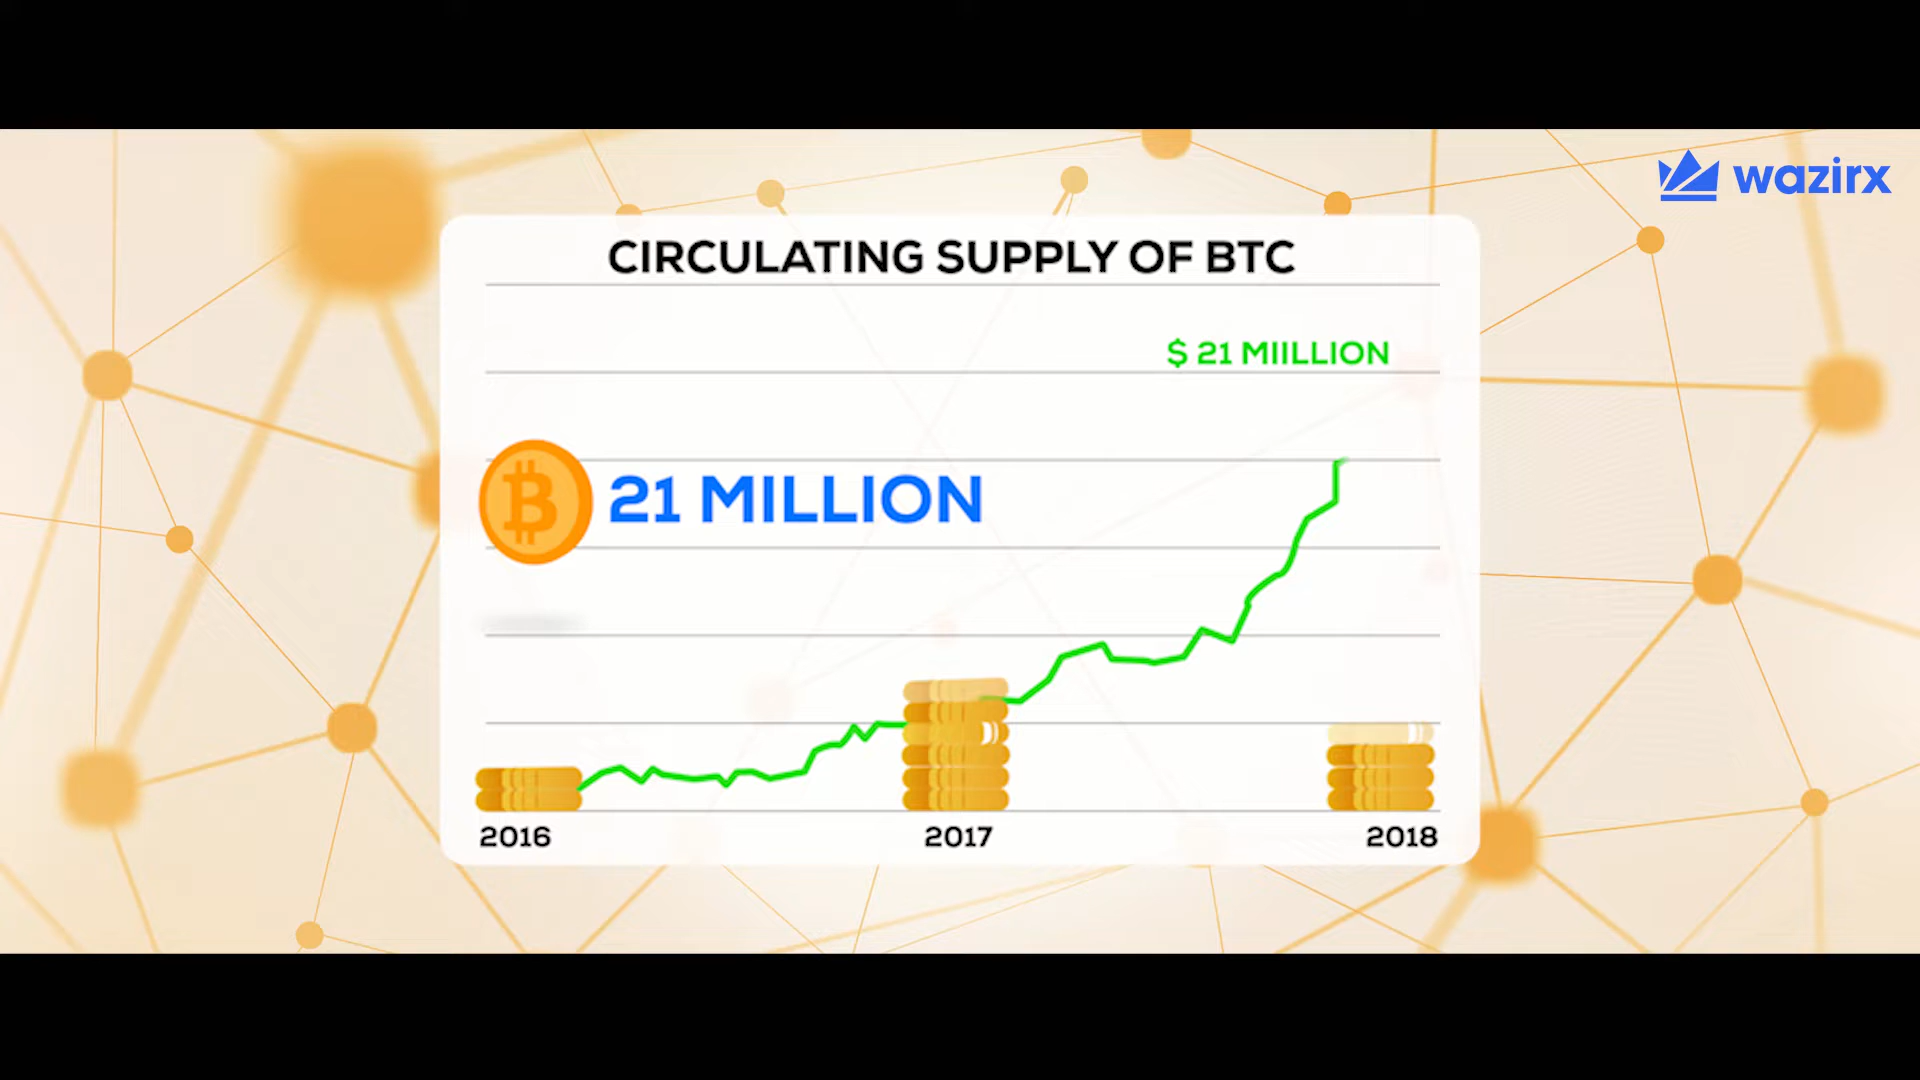 wazirx
CIRCULATING SUPPLY OF BTC
$ 21 MIILLION
21 MILLION
2016
2017
2018